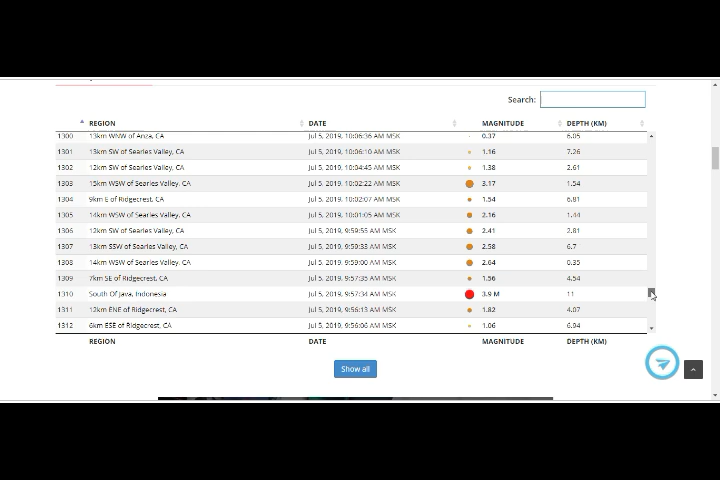 Search:
REGION DATE MAGNITUDE DEPTH (KM)
1300 13km WNW of Anza, CA Jul 5, 2019, 10:06:36 AM MSK 0.37 6.05
1301 13km SW of Searles Valley, CA Jul 5, 2019, 10:06:10 AM MSK 1.16 7.26
1302 12km SW of Searles Valley, CA Jul 5, 2019, 10:04:45 AM MSK 1.38 2.61
1303 15km WSW of Searles Valley, CA Jul 5, 2019, 10:02:22 AM MSK 3.17 1.54
1304 9km E of Ridgecrest, CA Jul 5, 2019, 10:02:07 AM MSK 1.54 6.81
1305 14km WSW of Searles Valley, CA Jul 5, 2019, 10:01:05 AM MSK 2.16 1.44
1306 12km SW of Searles Valley, CA Jul 5, 2019, 9:59:55 AM MSK 2.41 2.81
1307 13km SSW of Searles Valley, CA Jul 5, 2019, 9:59:33 AM MSK 2.58 6.7
1308 14km WSW of Searles Valley, CA Jul 5, 2019, 9:59:00 AM MSK 2.64 0.35
1309 7km SE of Ridgecrest, CA Jul 5, 2019, 9:57:35 AM MSK 1.56 4.54
1310 South Of Java, Indonesia Jul 5, 2019, 9:57:34 AM MSK 3.9 M 11
1311 12km ENE of Ridgecrest, CA Jul 5, 2019, 9:56:13 AM MSK 1.82 4.07
1312 6km ESE of Ridgecrest, CA Jul 5, 2019, 9:56:06 AM MSK 1.06 6.94
REGION DATE MAGNITUDE DEPTH (KM)
Show all